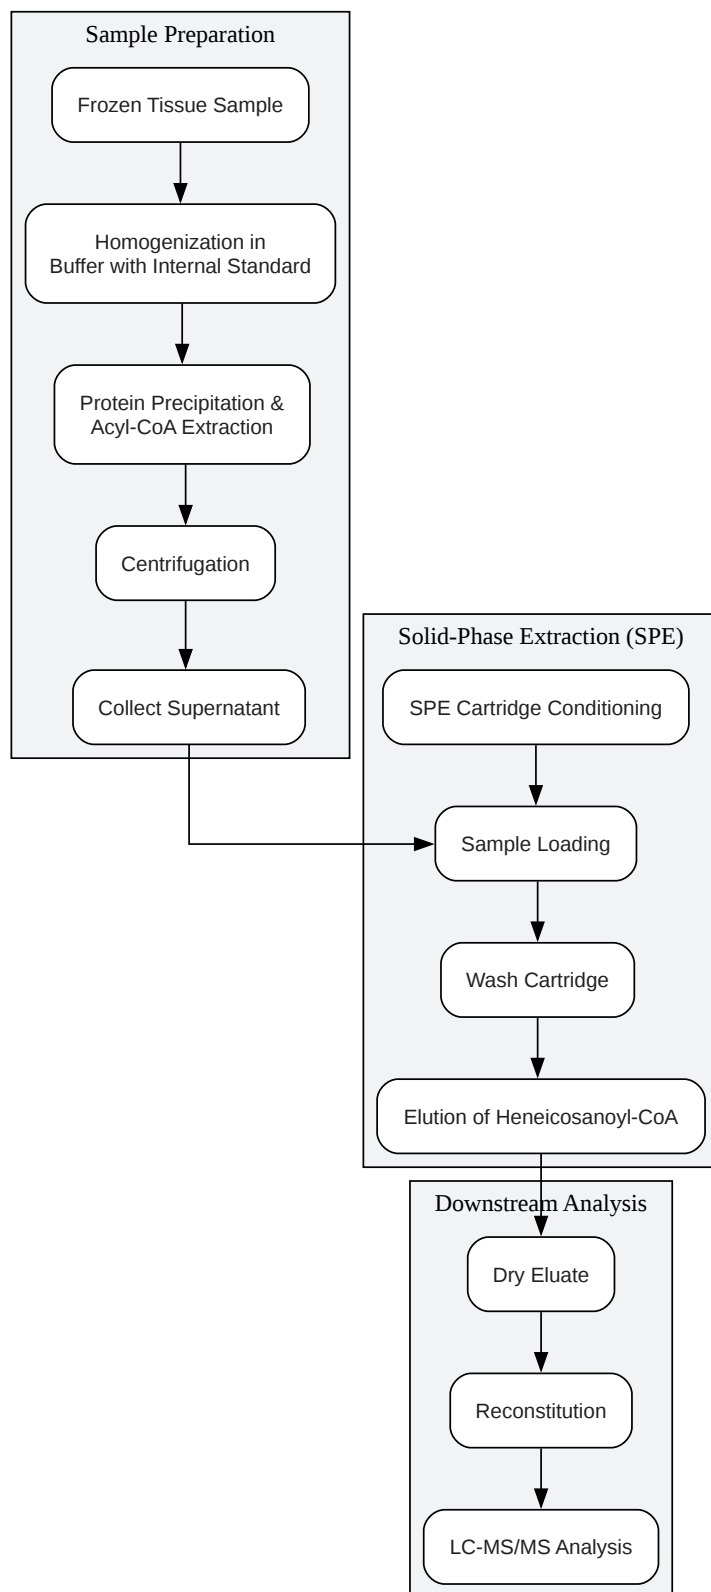 Sample Preparation
Frozen Tissue Sample
Homogenization in
Buffer with Internal Standard
Protein Precipitation &
Acyl-CoA Extraction
Centrifugation
Collect Supernatant
Solid-Phase Extraction (SPE)
SPE Cartridge Conditioning
Sample Loading
Wash Cartridge
Elution of Heneicosanoyl-CoA
Downstream Analysis
Dry Eluate
Reconstitution
LC-MS/MS Analysis